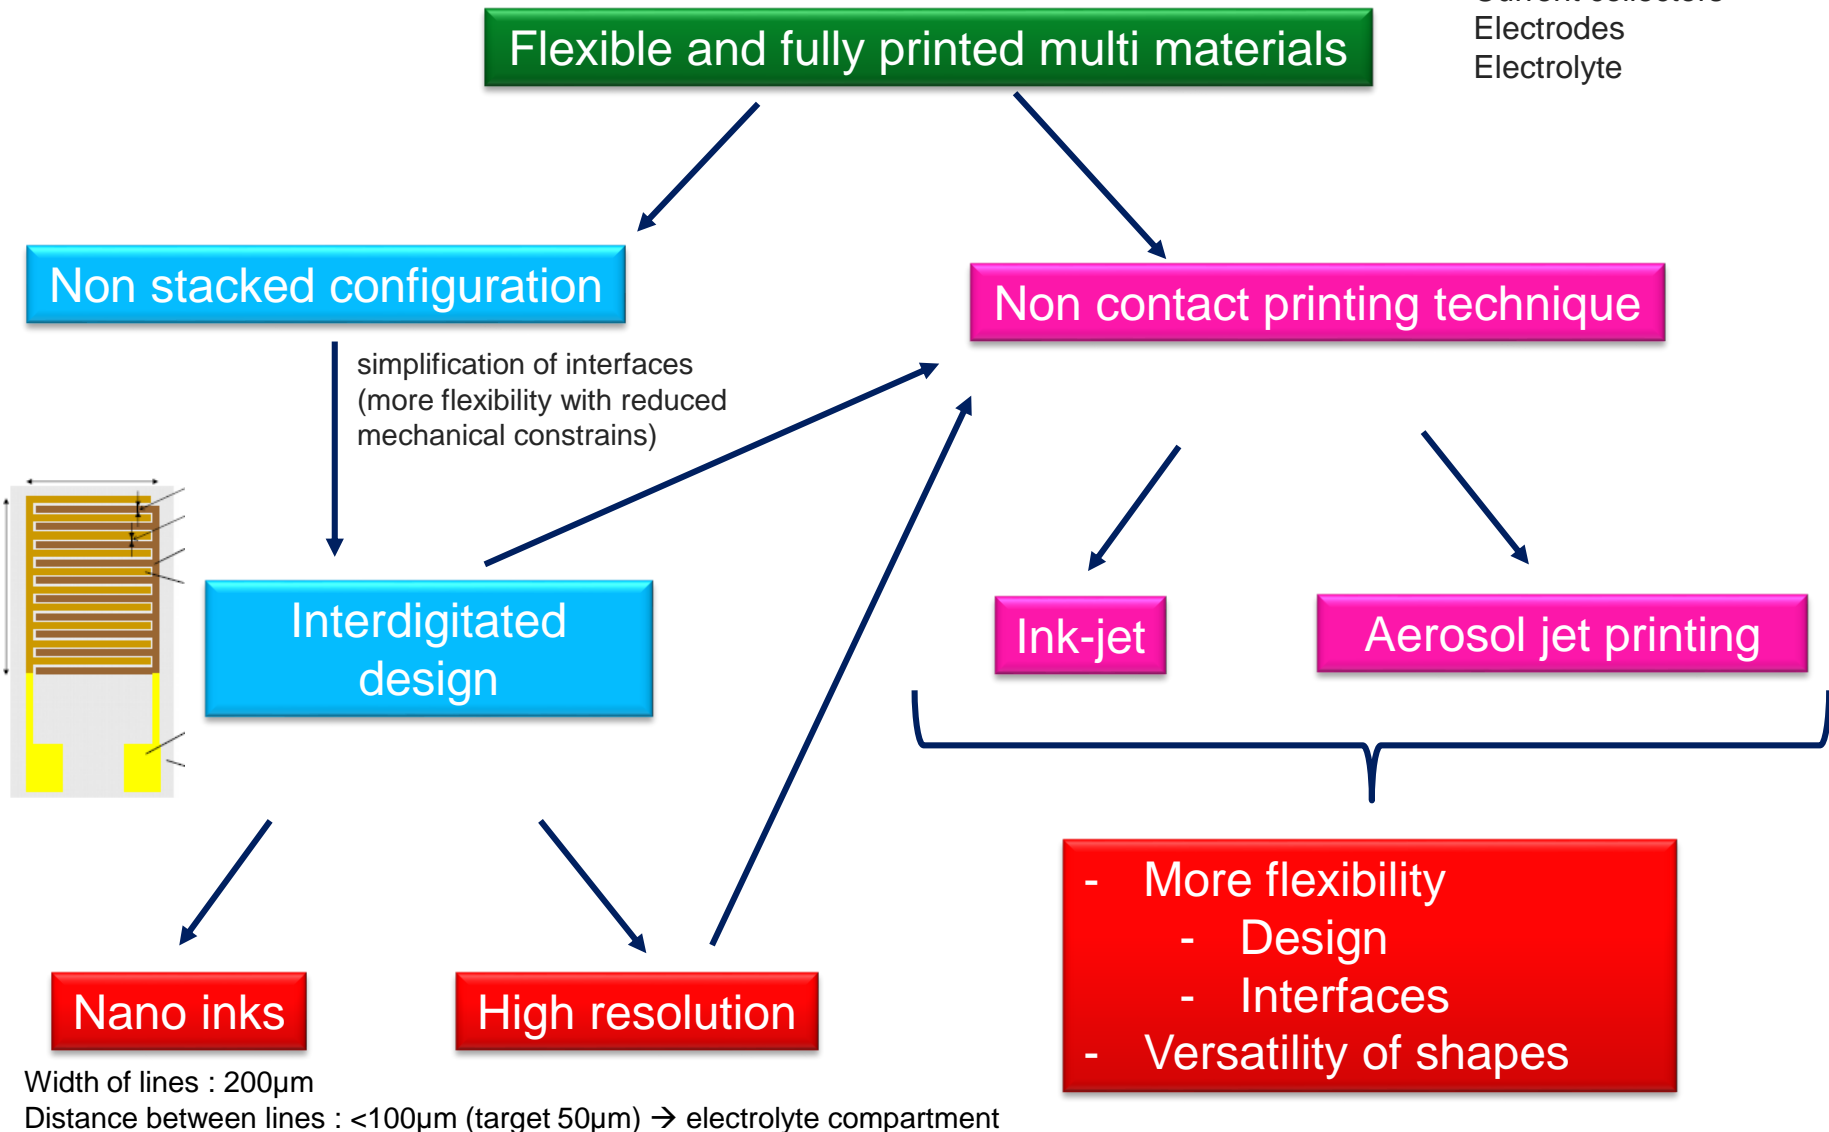 Current collectors
Flexible and fully printed multi materials
Electrodes
Electrolyte
Non stacked configuration
Non contact printing technique
simplification of interfaces
(more flexibility with reduced
mechanical constrains)
Interdigitated
design
Ink-jet
Aerosol jet printing
- More flexibility
- Design
- Interfaces
- Versatility of shapes
Nano inks
High resolution
Width of lines : 200µm
Distance between lines : <100µm (target 50µm) → electrolyte compartment